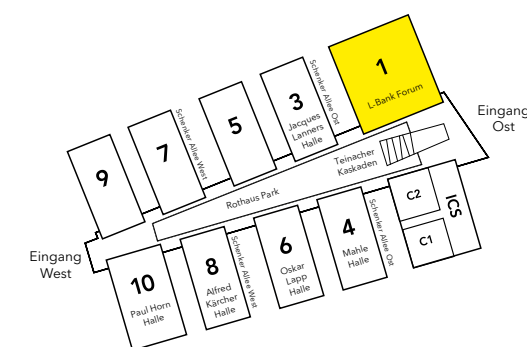 1
L-Bank Forum
Schenker Allee Ost
3
Jacques
Lanners
Halle
Eingang
Ost
Schenker Allee West
5
7
Teinacher
Kaskaden
9
Rothaus Park
C2
ICS
C1
Schenker Allee Ost
4
Mahle
Halle
6
Oskar
Lapp
Halle
Schenker Allee West
8
Alfred
Kärcher
Halle
Eingang
West
10
Paul Horn
Halle